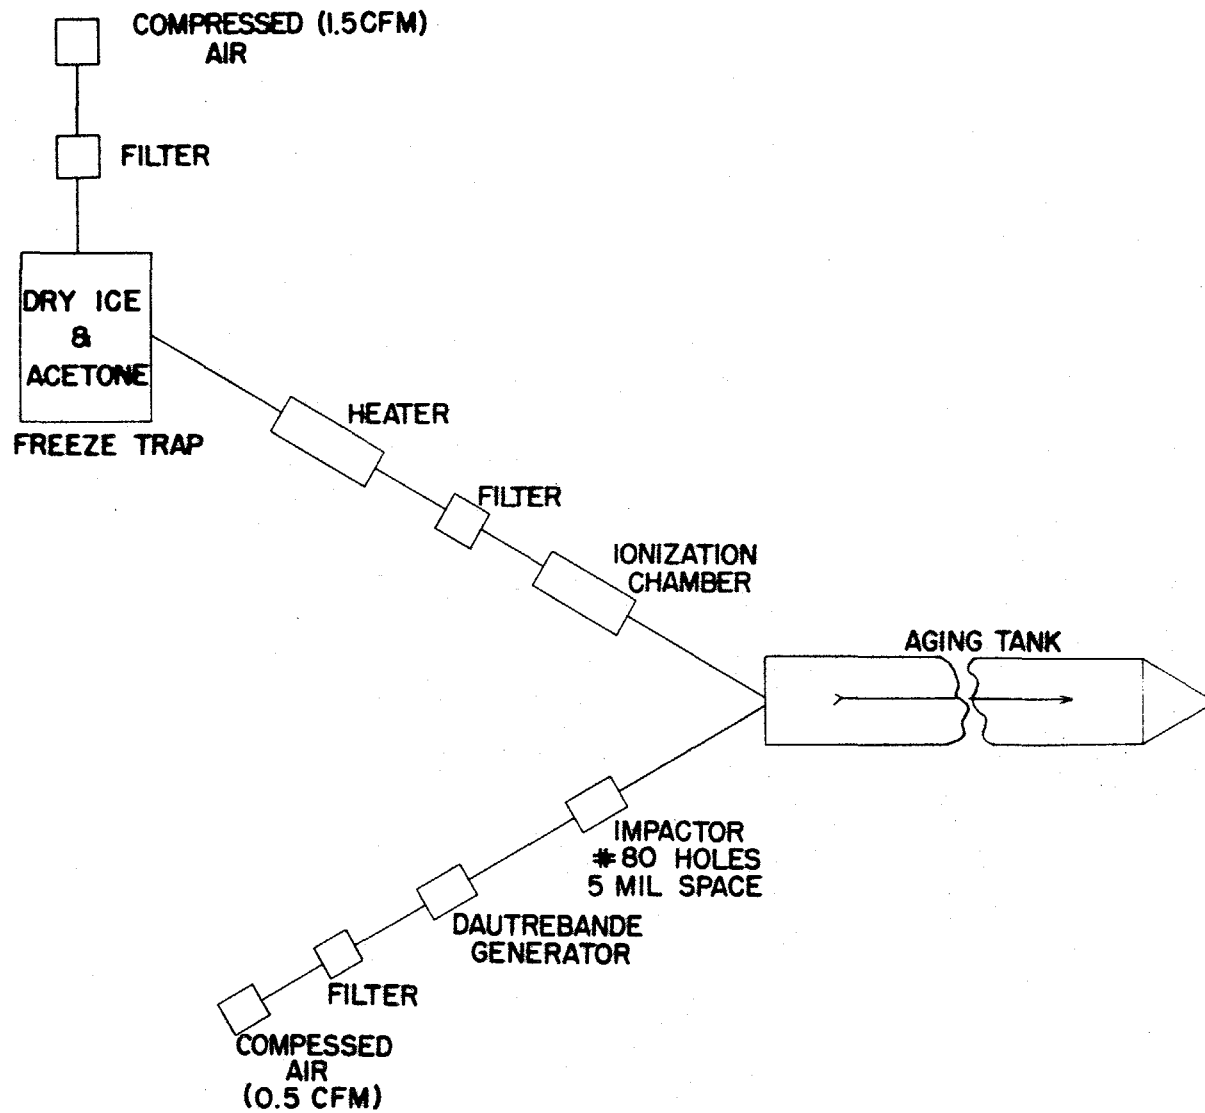 COMPRESSED (1.5CFM)
AIR
FILTER
DRY ICE
&
ACETONE
FREEZE TRAP
HEATER
FILTER
IONIZATION
CHAMBER
AGING TANK
IMPACTOR
#80 HOLES
5 MIL SPACE
DAUTREBANDE
GENERATOR
FILTER
COMPESSED
AIR
(0.5 CFM)